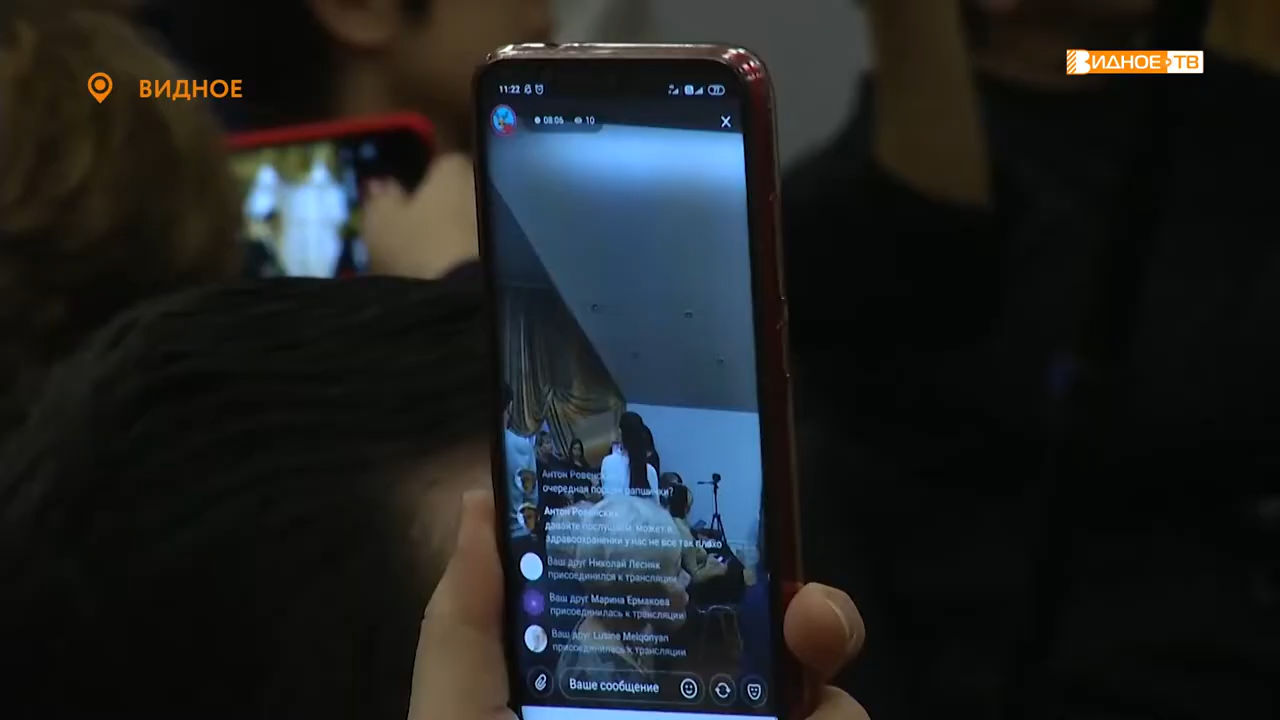 ВИДНОЕ
ВИДНОЕ ТВ
11:22
77
08:06 10
Антон Ровенских
очередная порция лапшички?
Антон Ровенских
давайте послушаем, может в
здравоохранении у нас не все так плохо
Ваш друг Николай Лесняк
присоединился к трансляции
Ваш друг Марина Ермакова
присоединилась к трансляции
Ваш друг Lusine Melqonyan
присоединилась к трансляции
Ваше сообщение